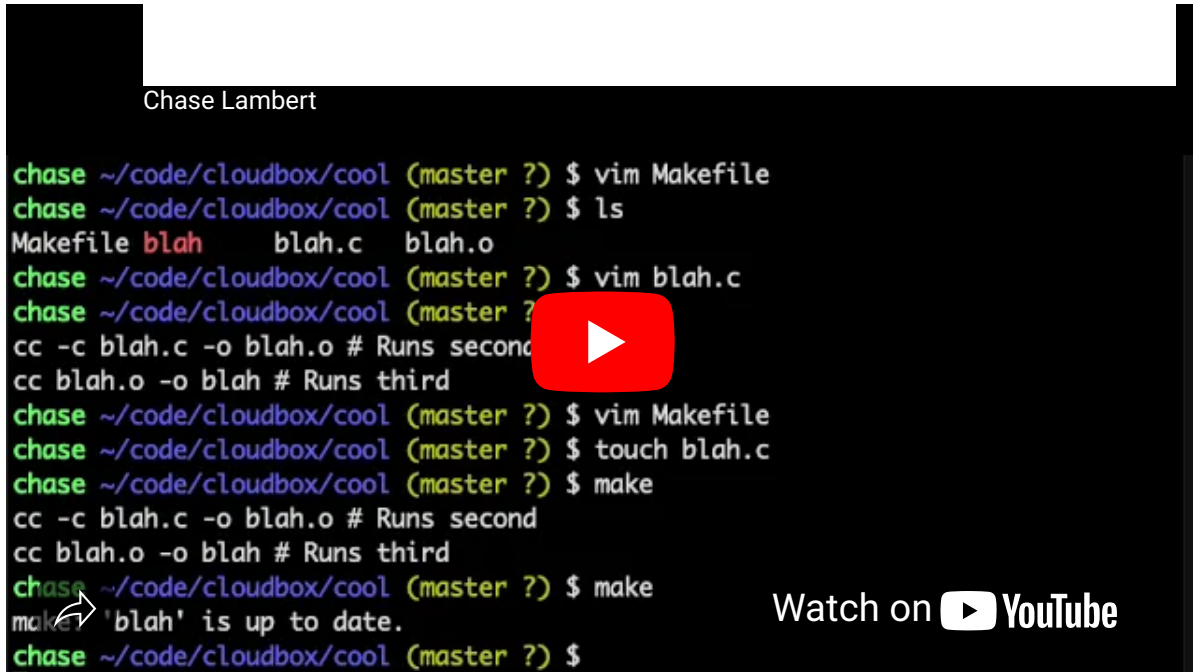 Chase Lambert
chase ~/code/cloudbox/cool (master ?) $ vim Makefile
chase ~/code/cloudbox/cool (master ?) $ ls
Makefile blah blah.c blah.o
chase ~/code/cloudbox/cool (master ?) $ vim blah.c
chase ~/code/cloudbox/cool (master ?
cc -c blah.c -o blah.o # Runs second
cc blah.o -o blah # Runs third
chase ~/code/cloudbox/cool (master ?) $ vim Makefile
chase ~/code/cloudbox/cool (master ?) $ touch blah.c
chase ~/code/cloudbox/cool (master ?) $ make
cc -c blah.c -o blah.o # Runs second
cc blah.o -o blah # Runs third
chase ~/code/cloudbox/cool (master ?) $ make
make: 'blah' is up to date.
Watch on YouTube
chase ~/code/cloudbox/cool (master ?) $